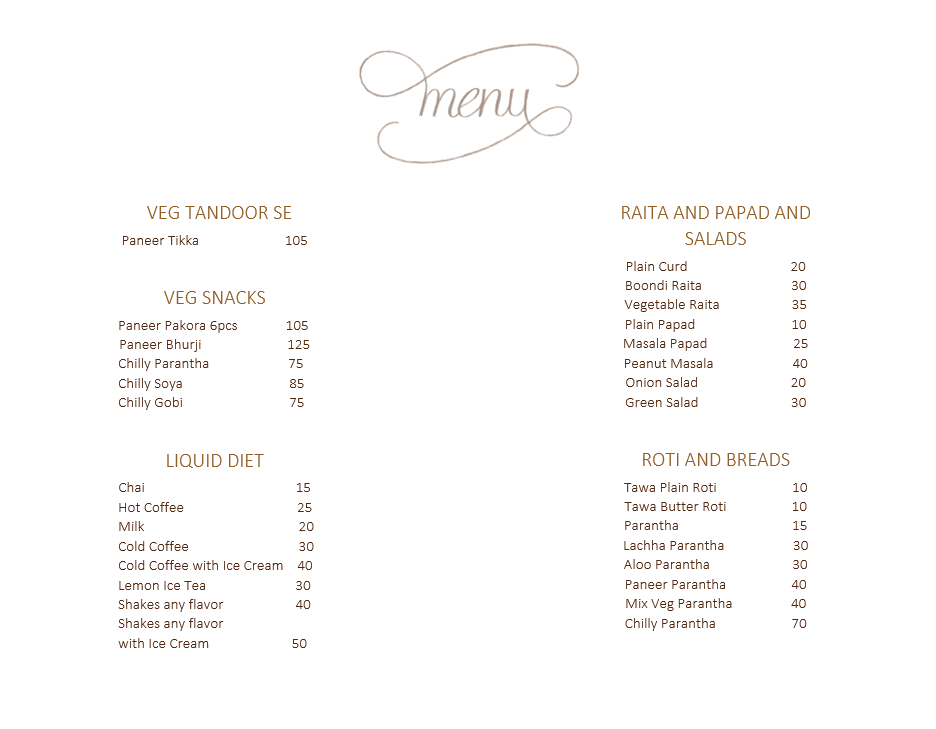 menu
VEG TANDOOR SE
Paneer Tikka 105
VEG SNACKS
Paneer Pakora 6pcs 105
Paneer Bhurji 125
Chilly Parantha 75
Chilly Soya 85
Chilly Gobi 75
LIQUID DIET
Chai 15
Hot Coffee 25
Milk 20
Cold Coffee 30
Cold Coffee with Ice Cream 40
Lemon Ice Tea 30
Shakes any flavor 40
Shakes any flavor
with Ice Cream 50
RAITA AND PAPAD AND
SALADS
Plain Curd 20
Boondi Raita 30
Vegetable Raita 35
Plain Papad 10
Masala Papad 25
Peanut Masala 40
Onion Salad 20
Green Salad 30
ROTI AND BREADS
Tawa Plain Roti 10
Tawa Butter Roti 10
Parantha 15
Lachha Parantha 30
Aloo Parantha 30
Paneer Parantha 40
Mix Veg Parantha 40
Chilly Parantha 70